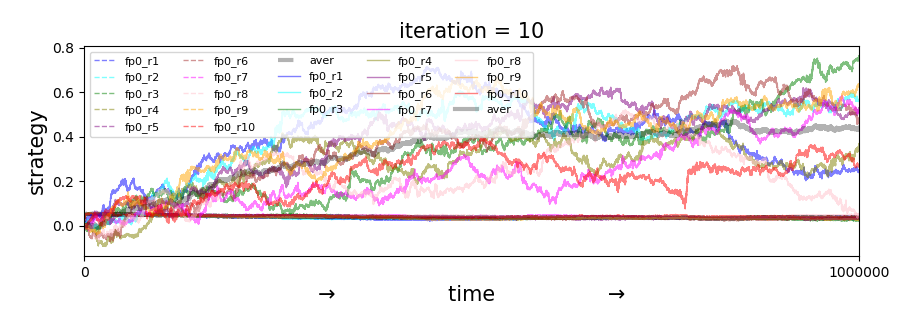 iteration = 10
strategy
0.8
0.6
0.4
0.2
0.0
fp0_r1
fp0_r2
fp0_r3
fp0_r4
fp0_r5
fp0_r6
fp0_r7
fp0_r8
fp0_r9
fp0_r10
aver
fp0_r1
fp0_r2
fp0_r3
fp0_r4
fp0_r5
fp0_r6
fp0_r7
fp0_r8
fp0_r9
fp0_r10
aver
0
1000000
→ time →